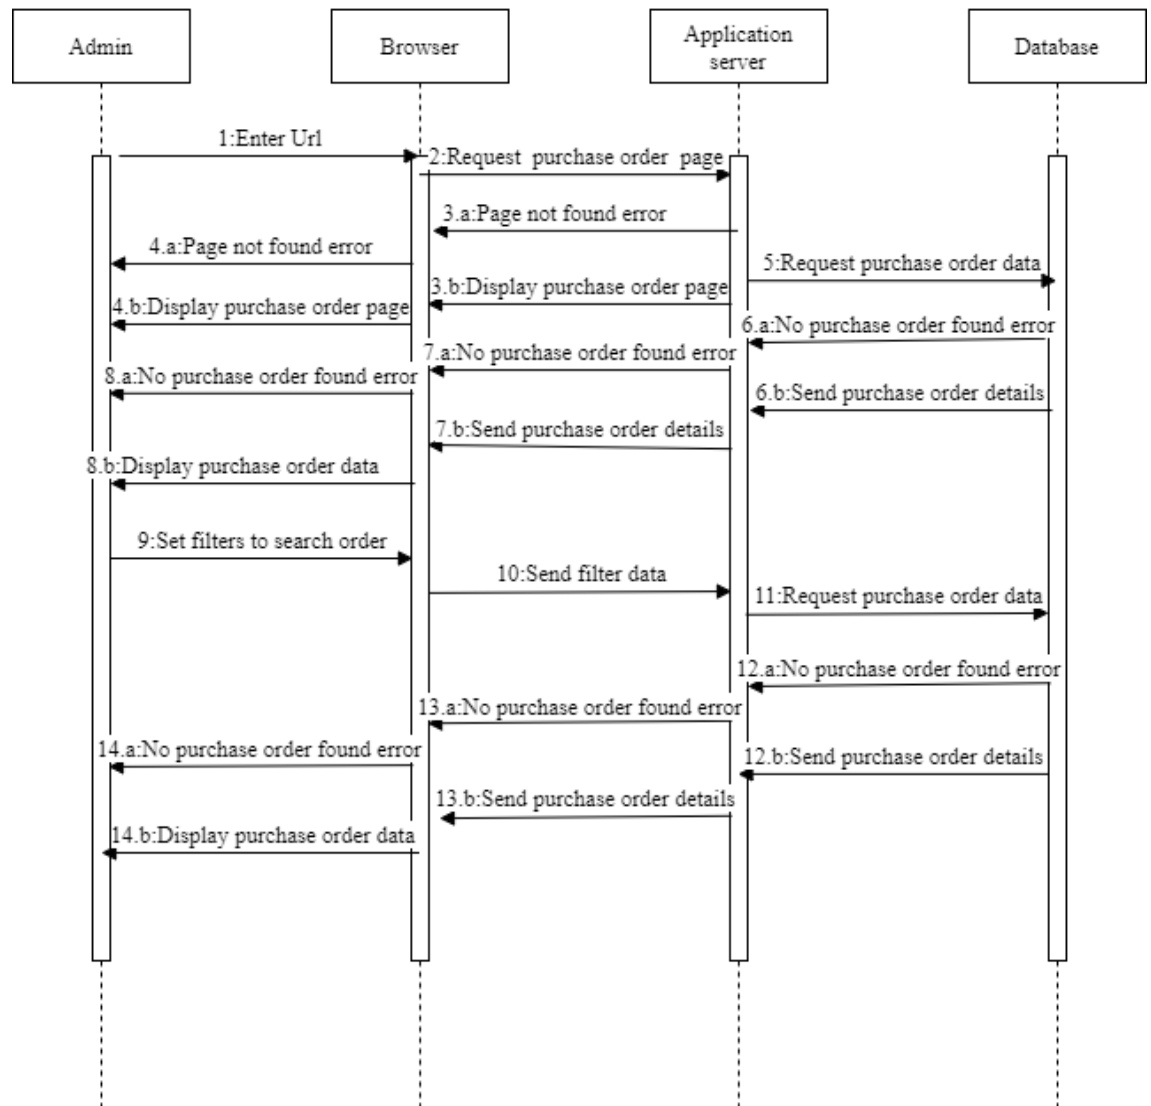 Admin
Browser
Application
server
Database
1:Enter Url
2:Request purchase order page
3.a:Page not found error
4.a:Page not found error
5:Request purchase order data
3.b:Display purchase order page
4.b:Display purchase order page
6.a:No purchase order found error
7.a:No purchase order found error
8.a:No purchase order found error
6.b:Send purchase order details
7.b:Send purchase order details
8.b:Display purchase order data
9:Set filters to search order
10:Send filter data
11:Request purchase order data
12.a:No purchase order found error
13.a:No purchase order found error
14.a:No purchase order found error
12.b:Send purchase order details
13.b:Send purchase order details
14.b:Display purchase order data